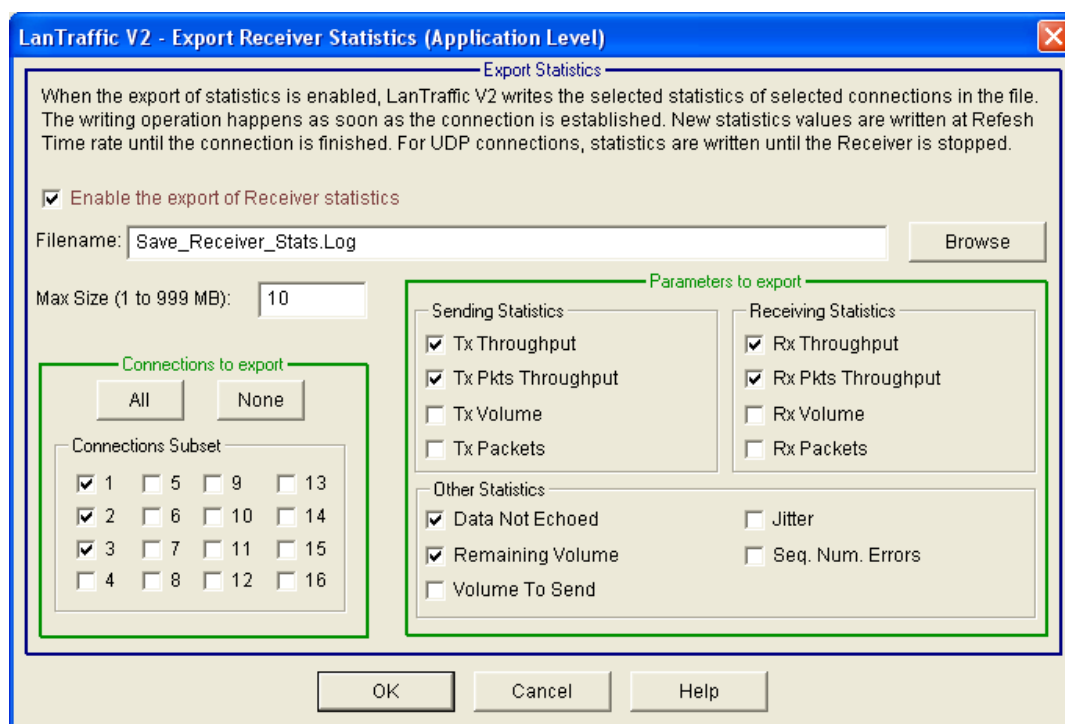 LanTraffic V2 - Export Receiver Statistics (Application Level)
Export Statistics
When the export of statistics is enabled, LanTraffic V2 writes the selected statistics of selected connections in the file.
The writing operation happens as soon as the connection is established. New statistics values are written at Refesh
Time rate until the connection is finished. For UDP connections, statistics are written until the Receiver is stopped.
Enable the export of Receiver statistics
Filename: Save_Receiver_Stats.Log Browse
Max Size (1 to 999 MB): 10
Connections to export
All None
Connections Subset
1 5 9 13
2 6 10 14
3 7 11 15
4 8 12 16
Parameters to export
Sending Statistics
Tx Throughput
Tx Pkts Throughput
Tx Volume
Tx Packets
Receiving Statistics
Rx Throughput
Rx Pkts Throughput
Rx Volume
Rx Packets
Other Statistics
Data Not Echoed
Remaining Volume
Volume To Send
Jitter
Seq. Num. Errors
OK Cancel Help